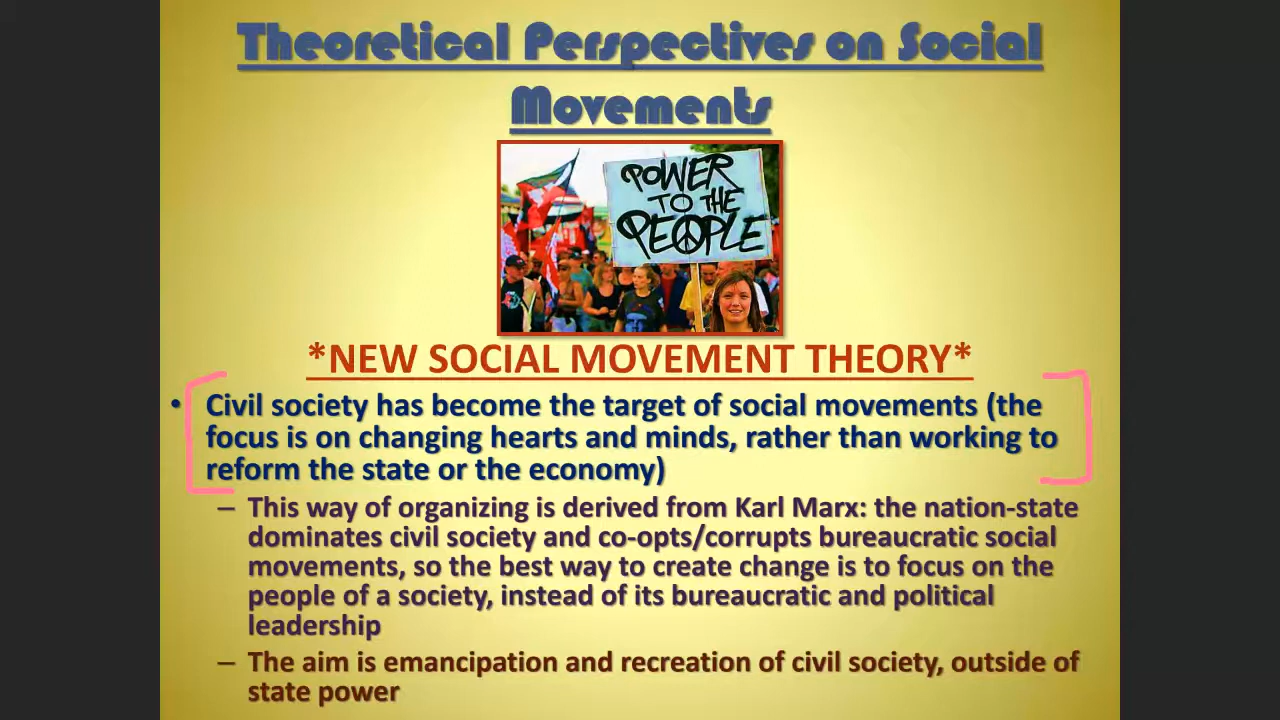 Theoretical Perspectives on Social
Movements
POWER
TO THE
PEOPLE
*NEW SOCIAL MOVEMENT THEORY*
• Civil society has become the target of social movements (the
focus is on changing hearts and minds, rather than working to
reform the state or the economy)
– This way of organizing is derived from Karl Marx: the nation-state
dominates civil society and co-opts/corrupts bureaucratic social
movements, so the best way to create change is to focus on the
people of a society, instead of its bureaucratic and political
leadership
– The aim is emancipation and recreation of civil society, outside of
state power